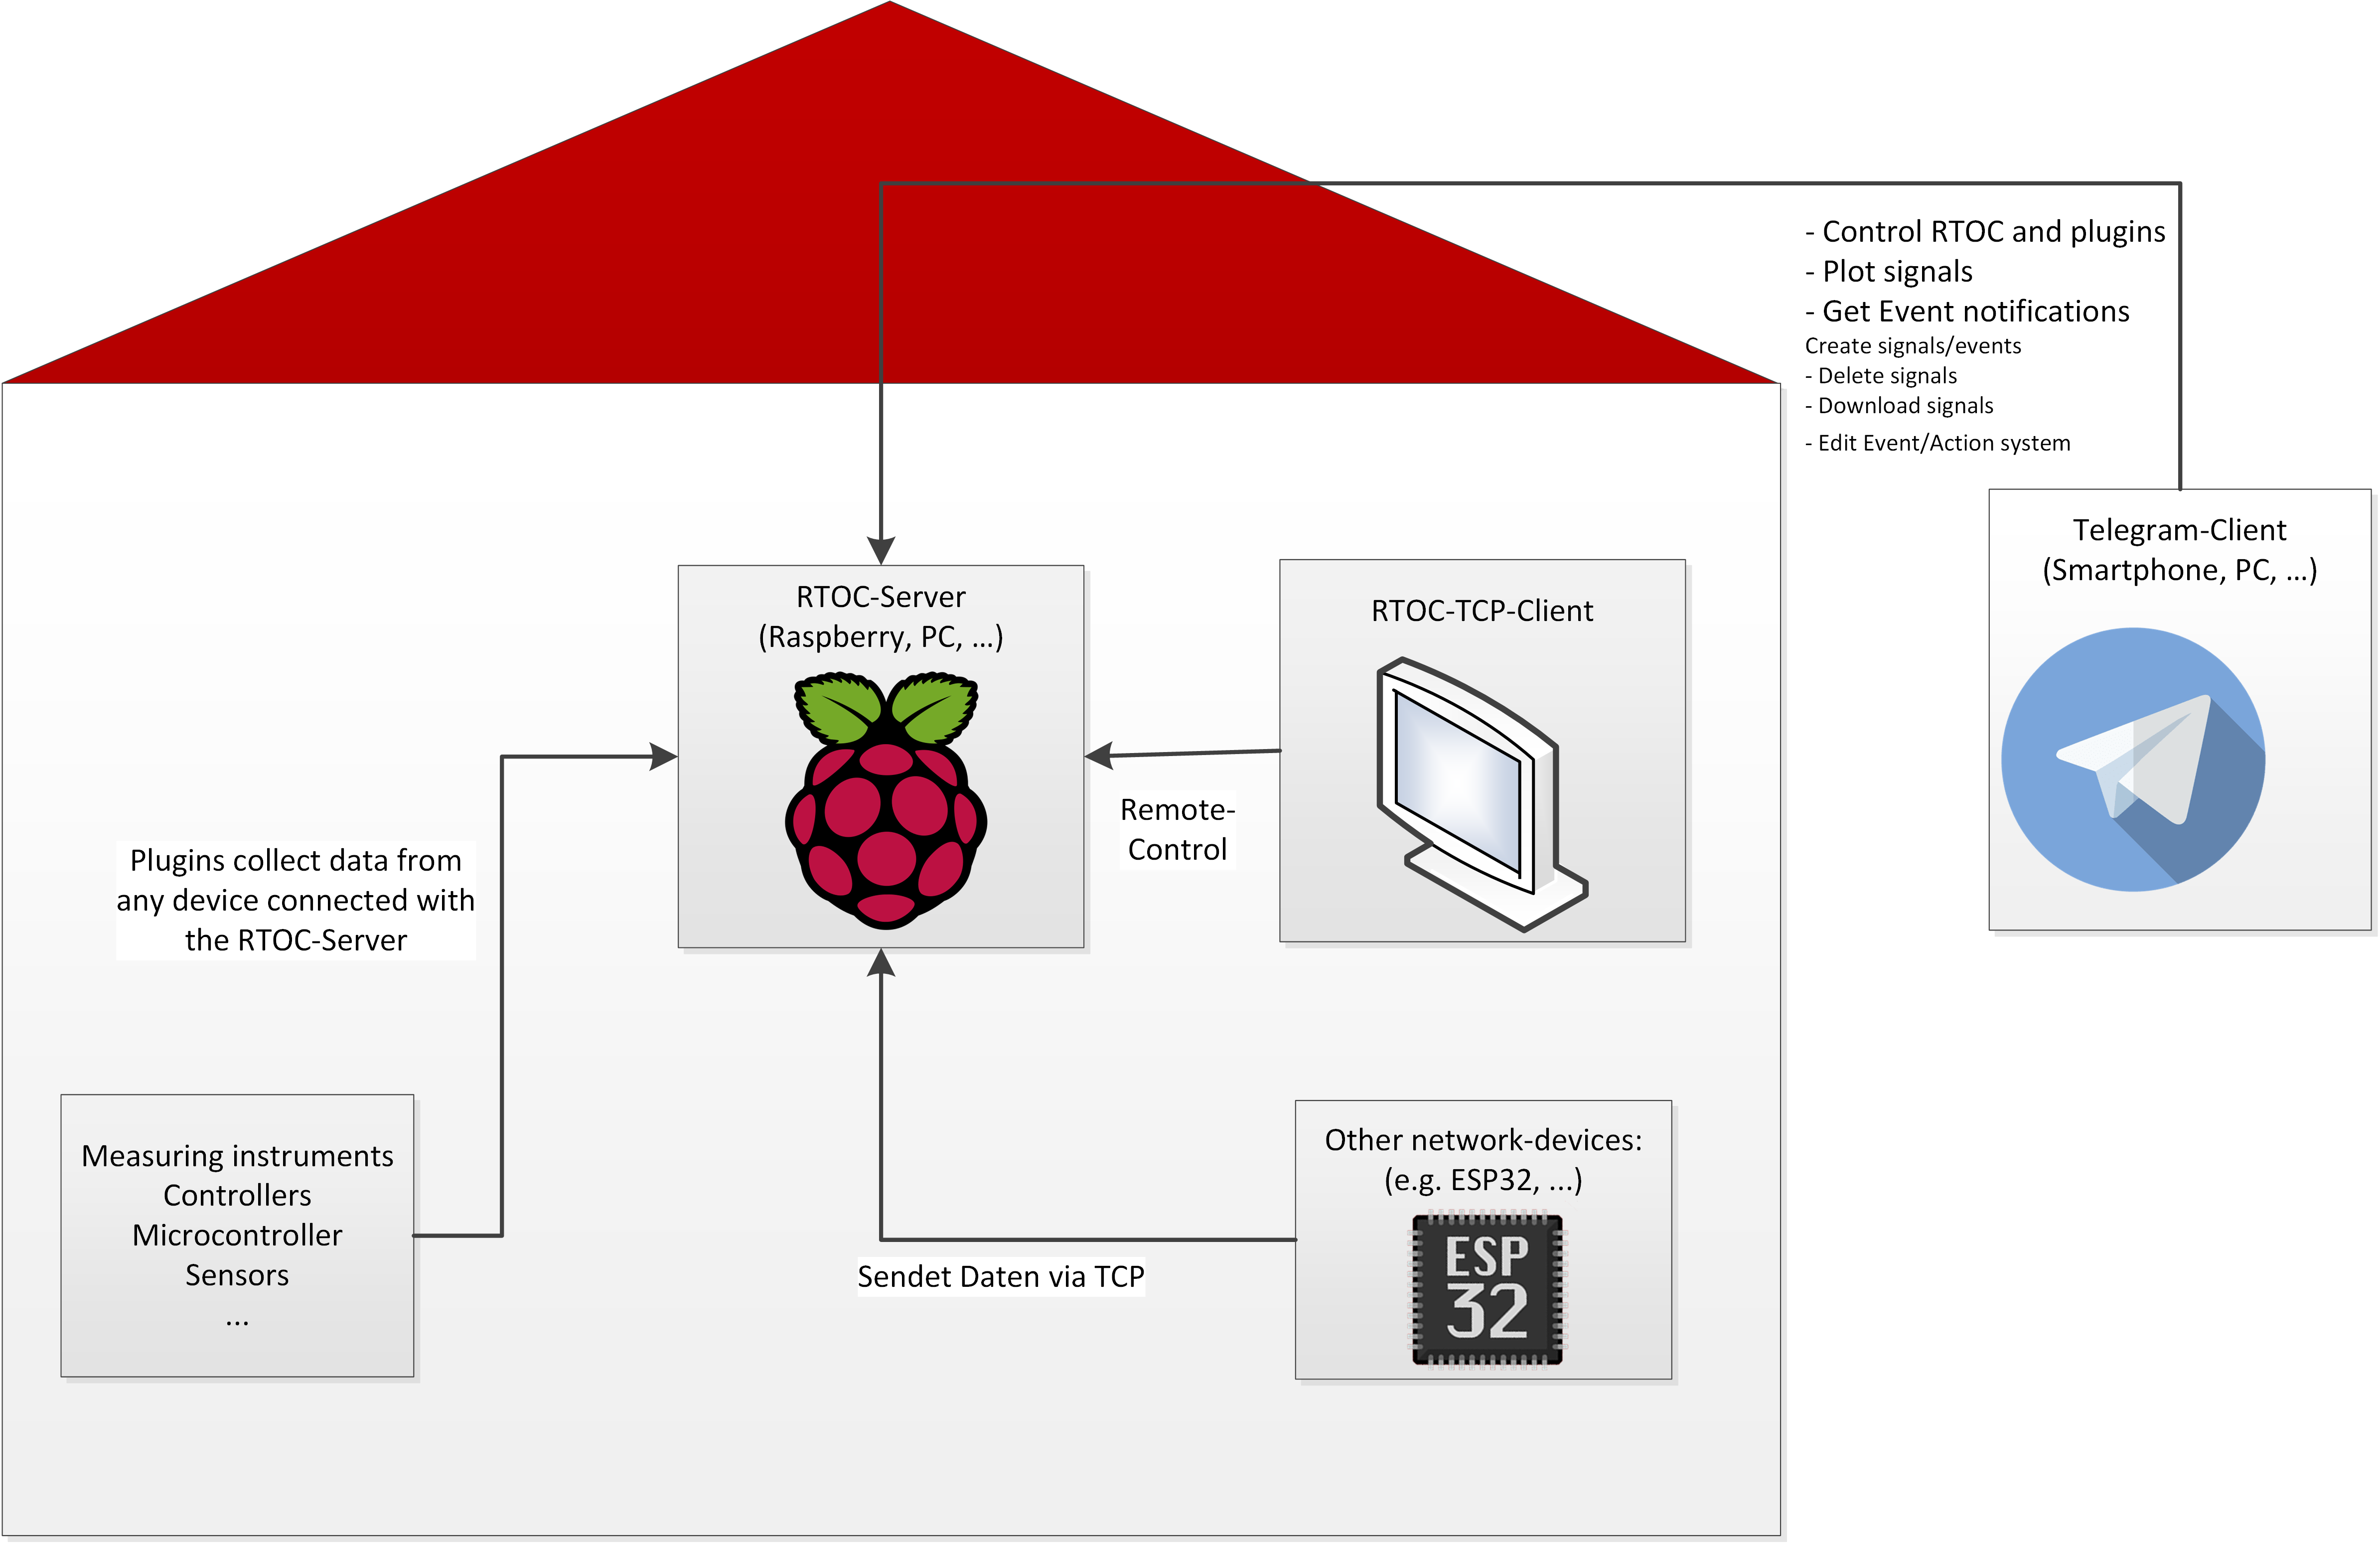 - Control RTOC and plugins
- Plot signals
- Get Event notifications
Create signals/events
- Delete signals
- Download signals
- Edit Event/Action system
Telegram-Client
(Smartphone, PC, ...)
RTOC-Server
(Raspberry, PC, ...)
RTOC-TCP-Client
Remote-
Control
Plugins collect data from
any device connected with
the RTOC-Server
Measuring instruments
Controllers
Microcontroller
Sensors
...
Other network-devices:
(e.g. ESP32, ...)
ESP
32
Sendet Daten via TCP